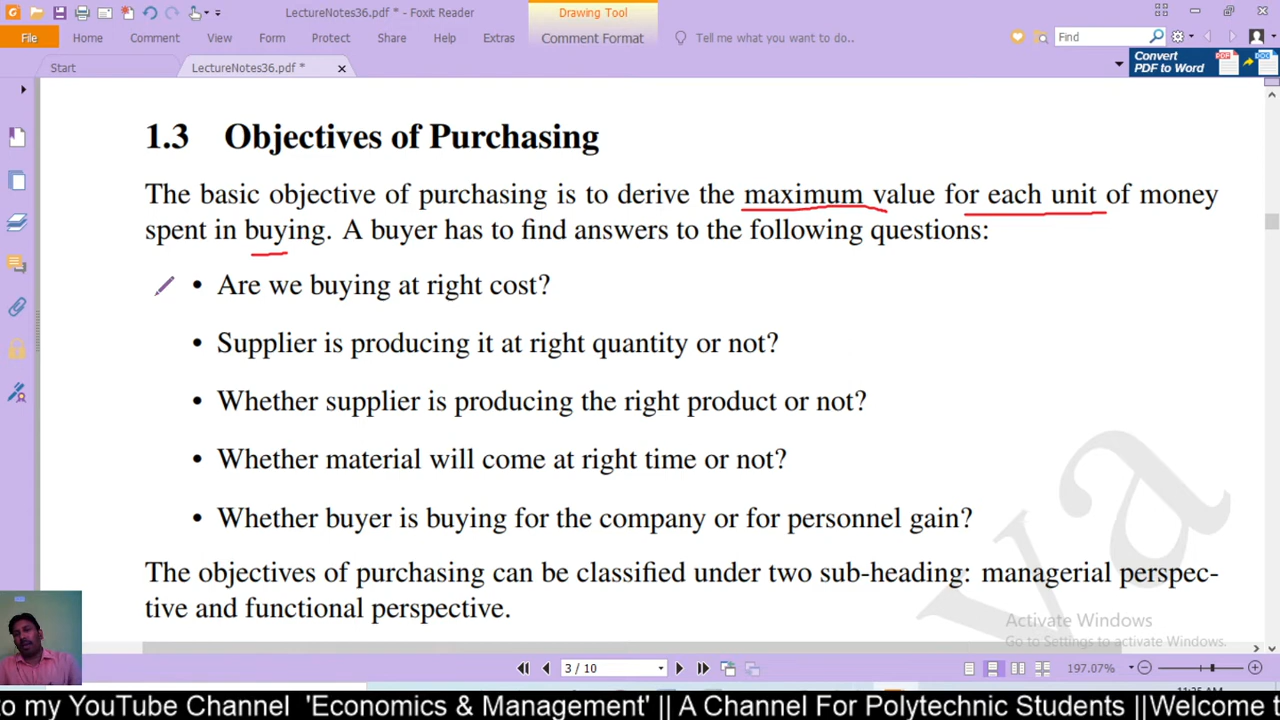 LectureNotes36.pdf * - Foxit Reader
Drawing Tool
File Home Comment View Form Protect Share Help Extras Comment Format Tell me what you want to do.. Find
Start LectureNotes36.pdf *
Convert
PDF to Word
1.3 Objectives of Purchasing
The basic objective of purchasing is to derive the maximum value for each unit of money
spent in buying. A buyer has to find answers to the following questions:
• Are we buying at right cost?
• Supplier is producing it at right quantity or not?
• Whether supplier is producing the right product or not?
• Whether material will come at right time or not?
• Whether buyer is buying for the company or for personnel gain?
The objectives of purchasing can be classified under two sub-heading: managerial perspec-
tive and functional perspective.
va
Activate Windows
Go to Settings to activate Windows.
3 / 10
197.07%
to my YouTube Channel 'Economics & Management' || A Channel For Polytechnic Students ||Welcome t